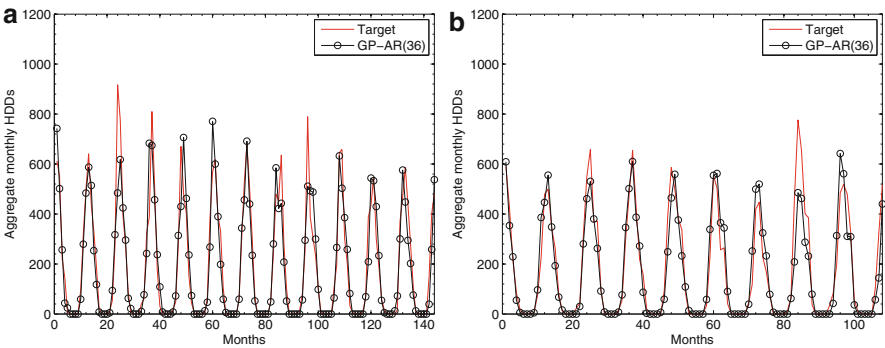 a
1200
1000
800
600
400
200
0
0 20 40 60 80 100 120 140
Months
Aggregate monthly HDDs
Target
GP-AR(36)
b
1200
1000
800
600
400
200
0
0 20 40 60 80 100
Months
Aggregate monthly HDDs
Target
GP-AR(36)